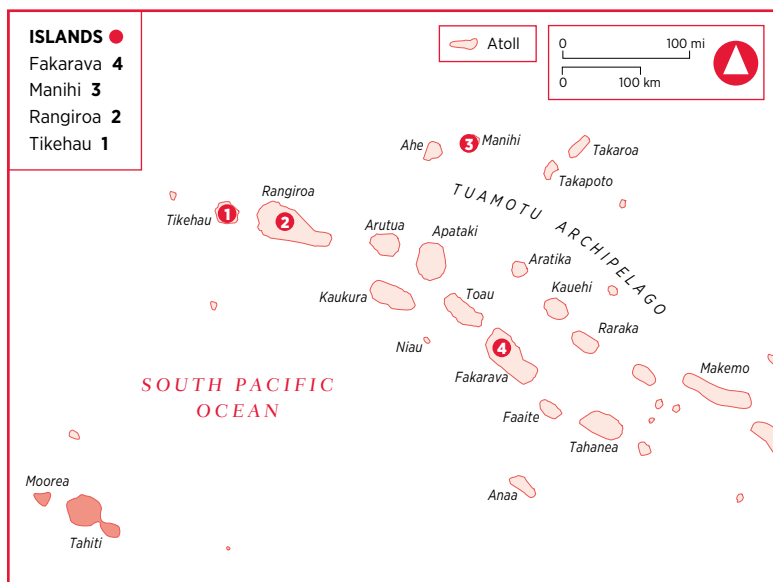 ISLANDS
Fakarava 4
Manihi 3
Rangiroa 2
Tikehau 1
Atoll
0 100 mi
0 100 km
Ahe
3
Manihi
Takaroa
Takapoto
TUAMOTU ARCHIPELAGO
Rangiroa
1
Tikehau
2
Arutua
Apataki
Aratika
Kaukura
Toau
Kauehi
Niau
4
Raraka
Fakarava
Makemo
SOUTH PACIFIC
OCEAN
Faaite
Tahanea
Anaa
Moorea
Tahiti